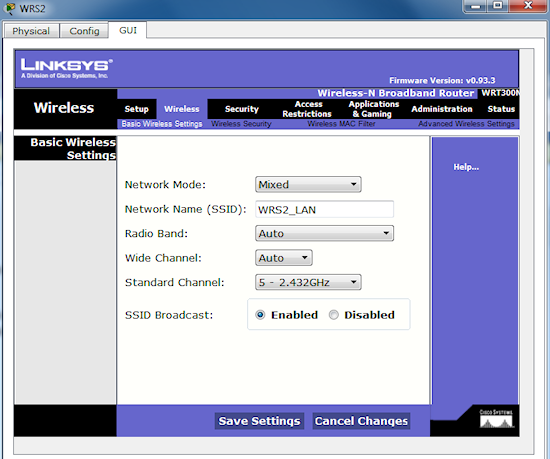 WRS2
Physical Config GUI
LINKSYS®
A Division of Cisco Systems, Inc.
Firmware Version: v0.93.3
Wireless-N Broadband Router WRT300N
Wireless
Setup Wireless Security Access Restrictions Applications & Gaming Administration Status
Basic Wireless Settings Wireless Security Wireless MAC Filter Advanced Wireless Settings
Basic Wireless
Settings
Help...
Network Mode: Mixed
Network Name (SSID): WRS2_LAN
Radio Band: Auto
Wide Channel: Auto
Standard Channel: 5 - 2.432GHz
SSID Broadcast: Enabled Disabled
Save Settings Cancel Changes
CISCO SYSTEMS